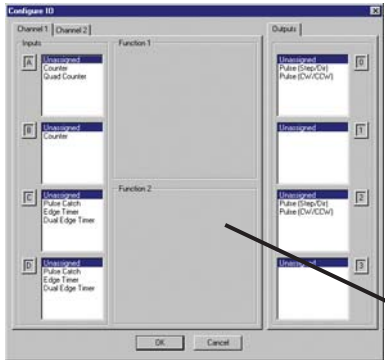 Configure IO
Channel 1
Channel 2
Outputs
Inputs
Function 1
A
Unassigned
Counter
Quad Counter
B
Unassigned
Counter
Function 2
C
Unassigned
Pulse Catch
Edge Timer
Dual Edge Timer
D
Unassigned
Pulse Catch
Edge Timer
Dual Edge Timer
Unassigned
Pulse (Step/Dir)
Pulse (CW/CCW)
0
Unassigned
1
Unassigned
Pulse (Step/Dir)
Pulse (CW/CCW)
2
Unassigned
3
OK
Cancel